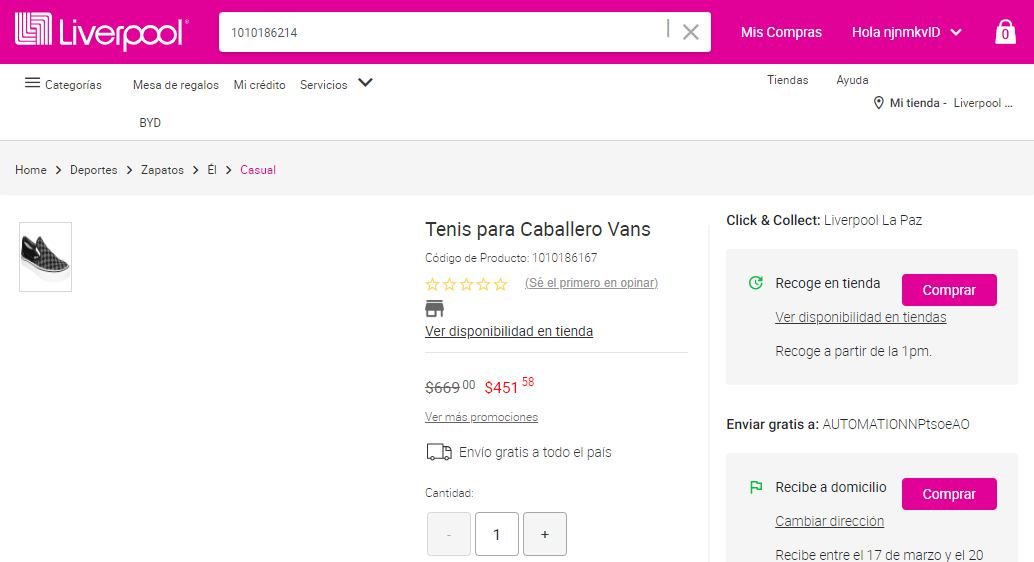 Liverpool
1010186214
Mis Compras
Hola njnmkvlD
0
Categorías
Mesa de regalos
Mi crédito
Servicios
Tiendas
Ayuda
Mi tienda - Liverpool ...
BYD
Home > Deportes > Zapatos > Él > Casual
Tenis para Caballero Vans
Código de Producto: 1010186167
(Sé el primero en opinar)
Ver disponibilidad en tienda
$669 00 $451 58
Ver más promociones
Envío gratis a todo el país
Cantidad:
- 1 +
Click & Collect: Liverpool La Paz
Recoge en tienda
Comprar
Ver disponibilidad en tiendas
Recoge a partir de la 1pm.
Enviar gratis a: AUTOMATIONNPtsoeAO
Recibe a domicilio
Comprar
Cambiar dirección
Recibe entre el 17 de marzo y el 20